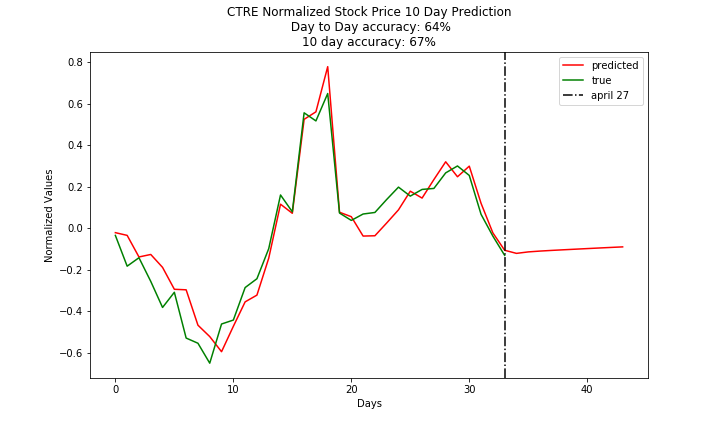 CTRE Normalized Stock Price 10 Day Prediction
Day to Day accuracy: 64%
10 day accuracy: 67%
predicted
true
april 27
Normalized Values
0.8
0.6
0.4
0.2
0.0
−0.2
−0.4
−0.6
0
10
20
30
40
Days